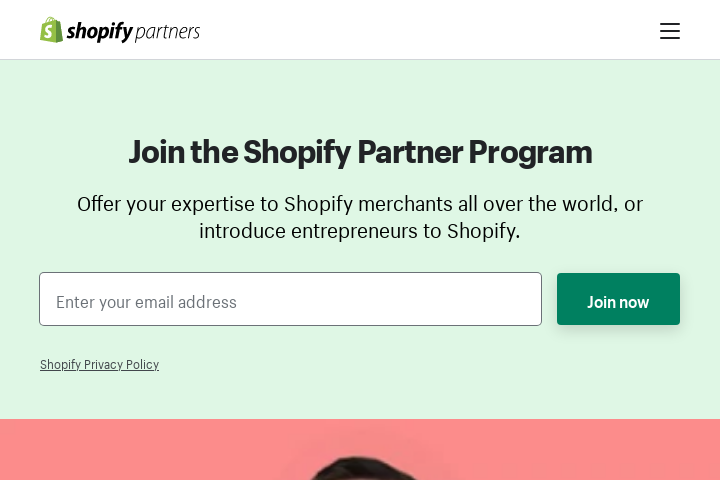 shopify partners
Join the Shopify Partner Program
Offer your expertise to Shopify merchants all over the world, or
introduce entrepreneurs to Shopify.
Enter your email address
Join now
Shopify Privacy Policy